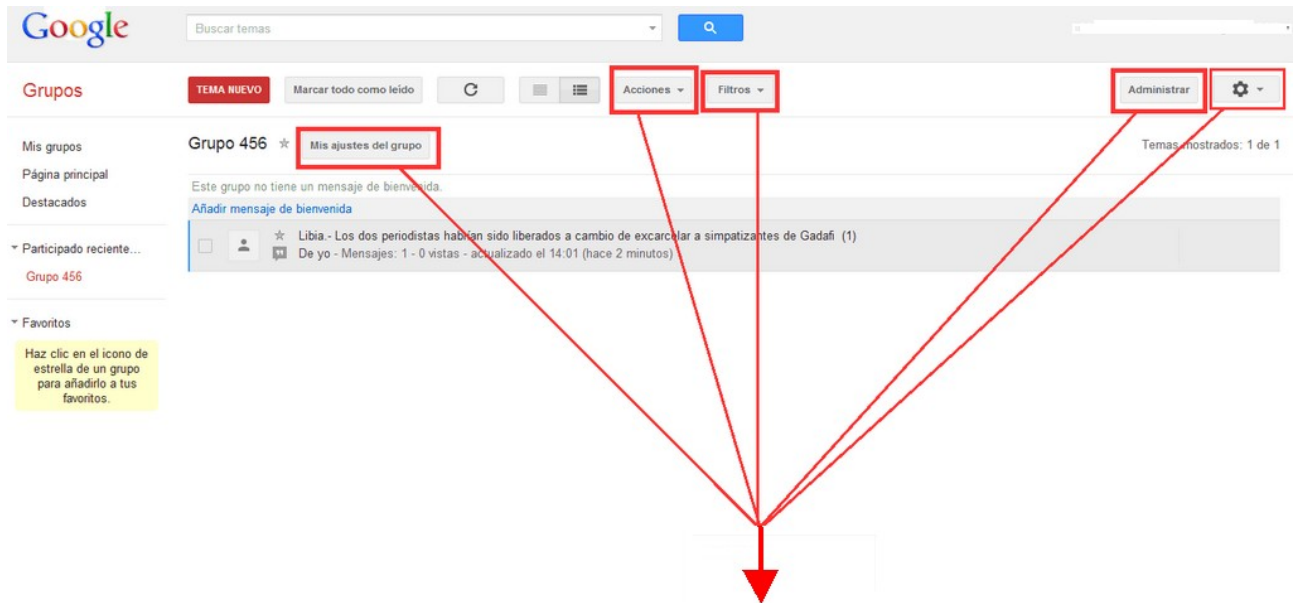 Google
Buscar temas
Grupos
TEMA NUEVO
Marcar todo como leído
Acciones
Filtros
Administrar
Mis grupos
Página principal
Destacados
Participado reciente...
Grupo 456
Favoritos
Haz clic en el icono de
estrella de un grupo
para añadirlo a tus
favoritos.
Grupo 456
Mis ajustes del grupo
Temas mostrados: 1 de 1
Este grupo no tiene un mensaje de bienvenida.
Añadir mensaje de bienvenida
Libia.- Los dos periodistas habrían sido liberados a cambio de excarcelar a simpatizantes de Gadafi (1)
De yo - Mensajes: 1 - 0 vistas - actualizado el 14:01 (hace 2 minutos)